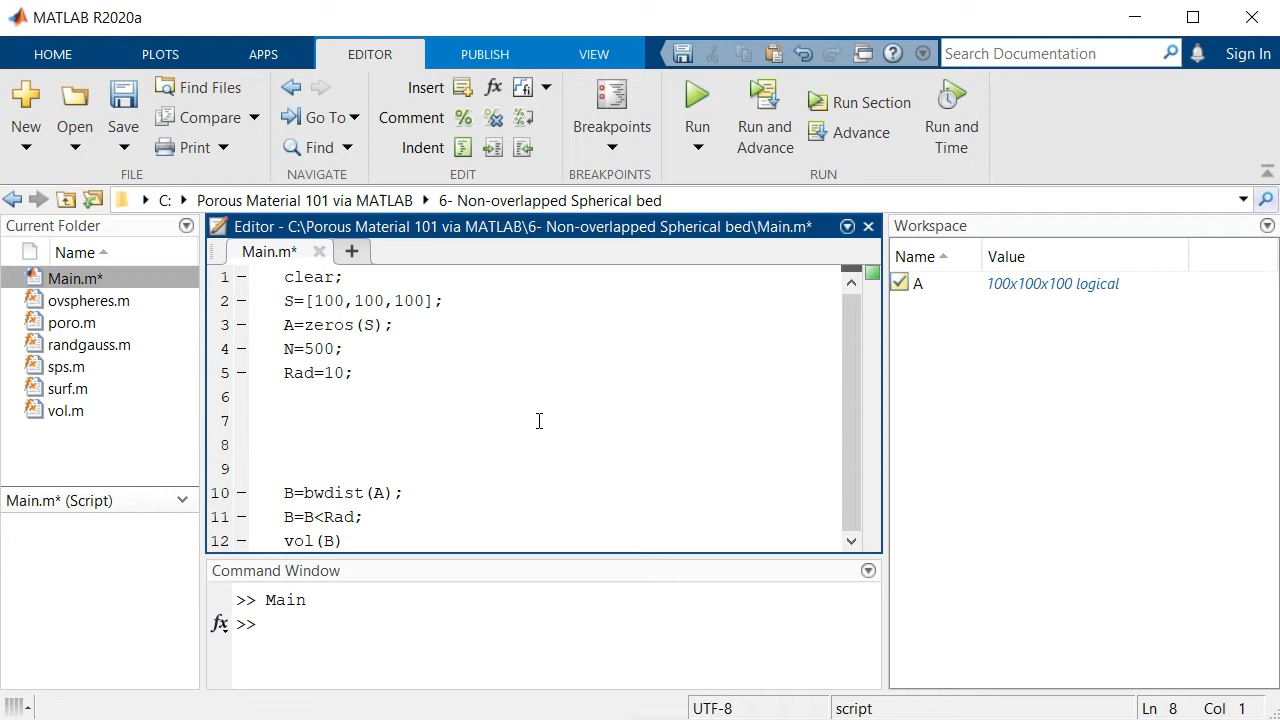 MATLAB R2020a
HOME PLOTS APPS EDITOR PUBLISH VIEW Search Documentation Sign In
New Open Save Find Files Compare Print
FILE
Go To Find
NAVIGATE
Insert fx
Comment
Indent
EDIT
Breakpoints
BREAKPOINTS
Run Run and Advance Run Section Advance Run and Time
RUN
C: Porous Material 101 via MATLAB 6- Non-overlapped Spherical bed
Current Folder
Name
Main.m*
ovspheres.m
poro.m
randgauss.m
sps.m
surf.m
vol.m
Main.m* (Script)
Editor - C:\Porous Material 101 via MATLAB\6- Non-overlapped Spherical bed\Main.m*
Main.m*
1 clear;
2 S=[100,100,100];
3 A=zeros(S);
4 N=500;
5 Rad=10;
6
7
8
9
10 B=bwdist(A);
11 B=B<Rad;
12 vol(B)
Command Window
>> Main
fx >>
Workspace
Name Value
A 100x100x100 logical
UTF-8 script Ln 8 Col 1